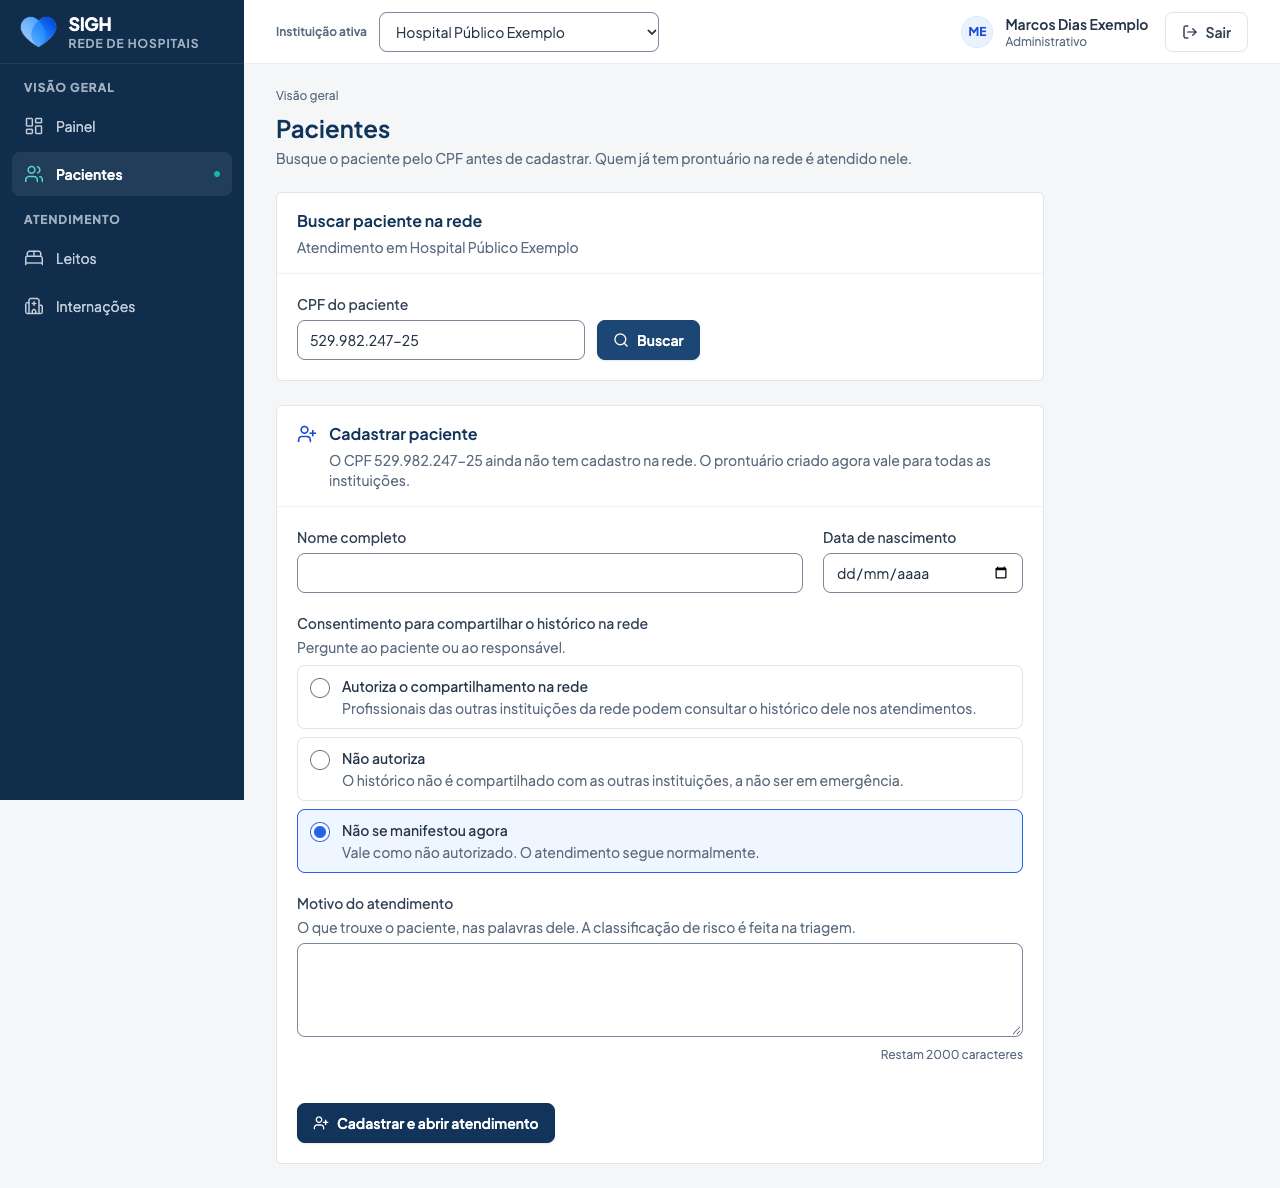 SIGH
REDE DE HOSPITAIS
VISÃO GERAL
Painel
Pacientes
ATENDIMENTO
Leitos
Internações
Instituição ativa
Hospital Público Exemplo
ME
Marcos Dias Exemplo
Administrativo
Sair
Visão geral
Pacientes
Busque o paciente pelo CPF antes de cadastrar. Quem já tem prontuário na rede é atendido nele.
Buscar paciente na rede
Atendimento em Hospital Público Exemplo
CPF do paciente
529.982.247-25
Buscar
Cadastrar paciente
O CPF 529.982.247-25 ainda não tem cadastro na rede. O prontuário criado agora vale para todas as
instituições.
Nome completo
Data de nascimento
dd/mm/aaaa
Consentimento para compartilhar o histórico na rede
Pergunte ao paciente ou ao responsável.
Autoriza o compartilhamento na rede
Profissionais das outras instituições da rede podem consultar o histórico dele nos atendimentos.
Não autoriza
O histórico não é compartilhado com as outras instituições, a não ser em emergência.
Não se manifestou agora
Vale como não autorizado. O atendimento segue normalmente.
Motivo do atendimento
O que trouxe o paciente, nas palavras dele. A classificação de risco é feita na triagem.
Restam 2000 caracteres
Cadastrar e abrir atendimento